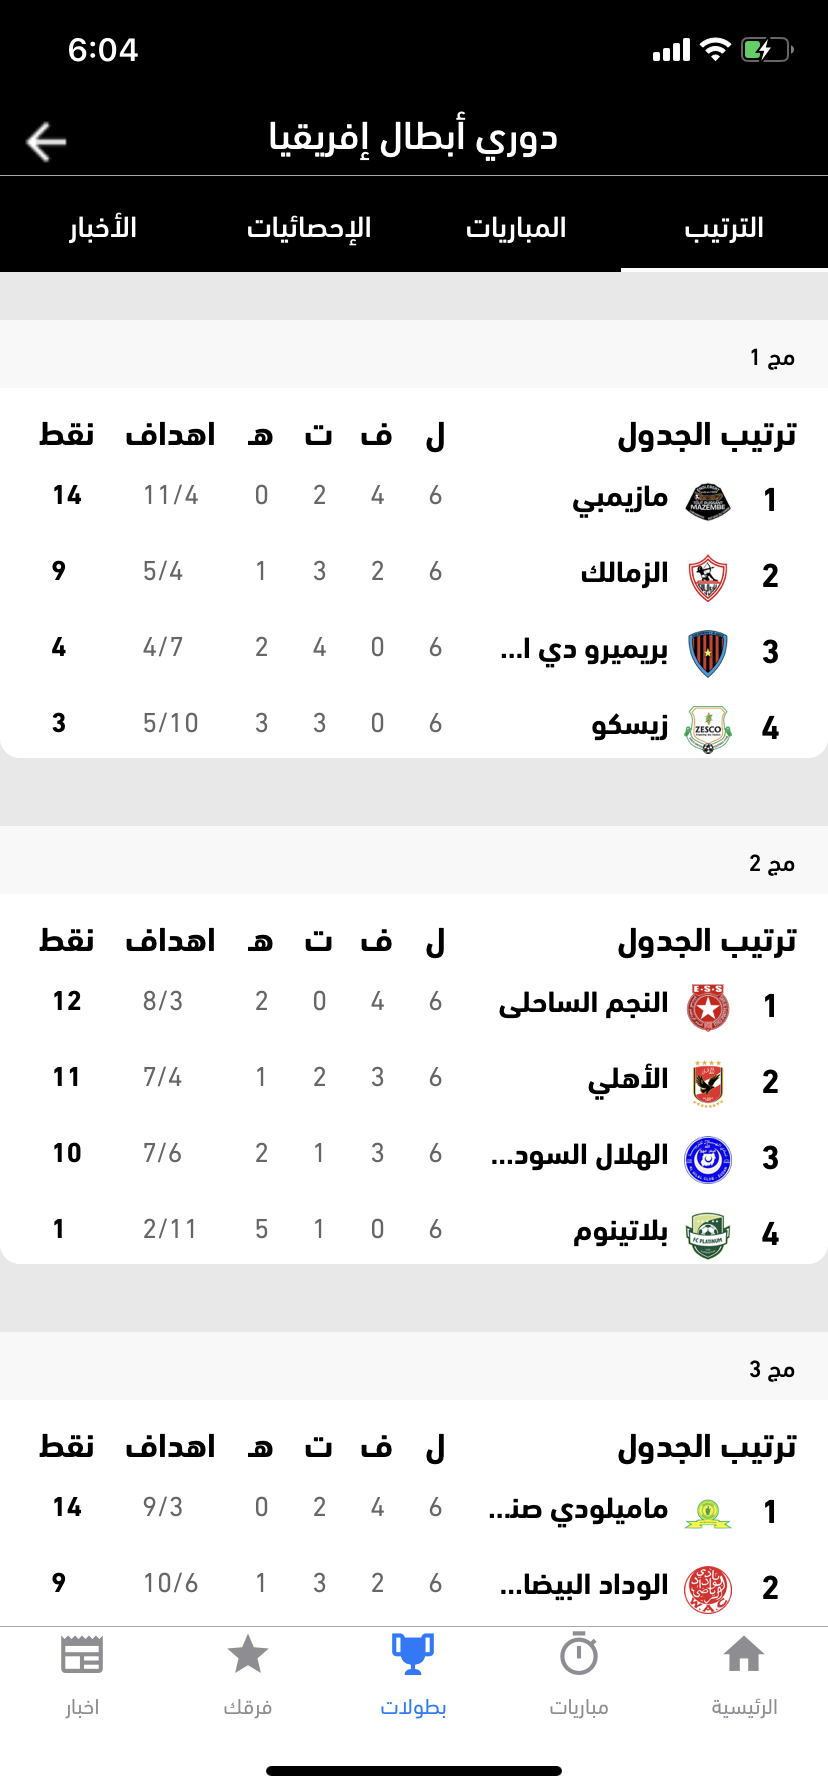 6:04
دوري أبطال إفريقيا
الترتيب المباريات الإحصائيات الأخبار
مج 1
ترتيب الجدول ل ف ت هـ اهداف نقط
1 مازيمبي 6 4 2 0 11/4 14
2 الزمالك 6 2 3 1 5/4 9
3 بريميرو دي ا... 6 0 4 2 4/7 4
4 زيسكو 6 0 3 3 5/10 3
مج 2
ترتيب الجدول ل ف ت هـ اهداف نقط
1 النجم الساحلى 6 4 0 2 8/3 12
2 الأهلي 6 3 2 1 7/4 11
3 الهلال السود... 6 3 1 2 7/6 10
4 بلاتينوم 6 0 1 5 2/11 1
مج 3
ترتيب الجدول ل ف ت هـ اهداف نقط
1 ماميلودي صنـ... 6 4 2 0 9/3 14
2 الوداد البيضا... 6 2 3 1 10/6 9
الرئيسية مباريات بطولات فرقك اخبار